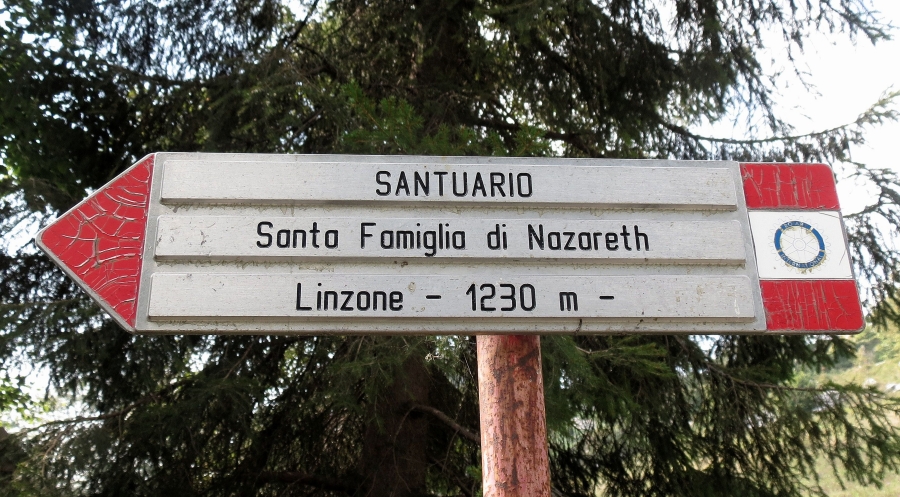 SANTUARIO
Santa Famiglia di Nazareth
Linzone - 1230 m -